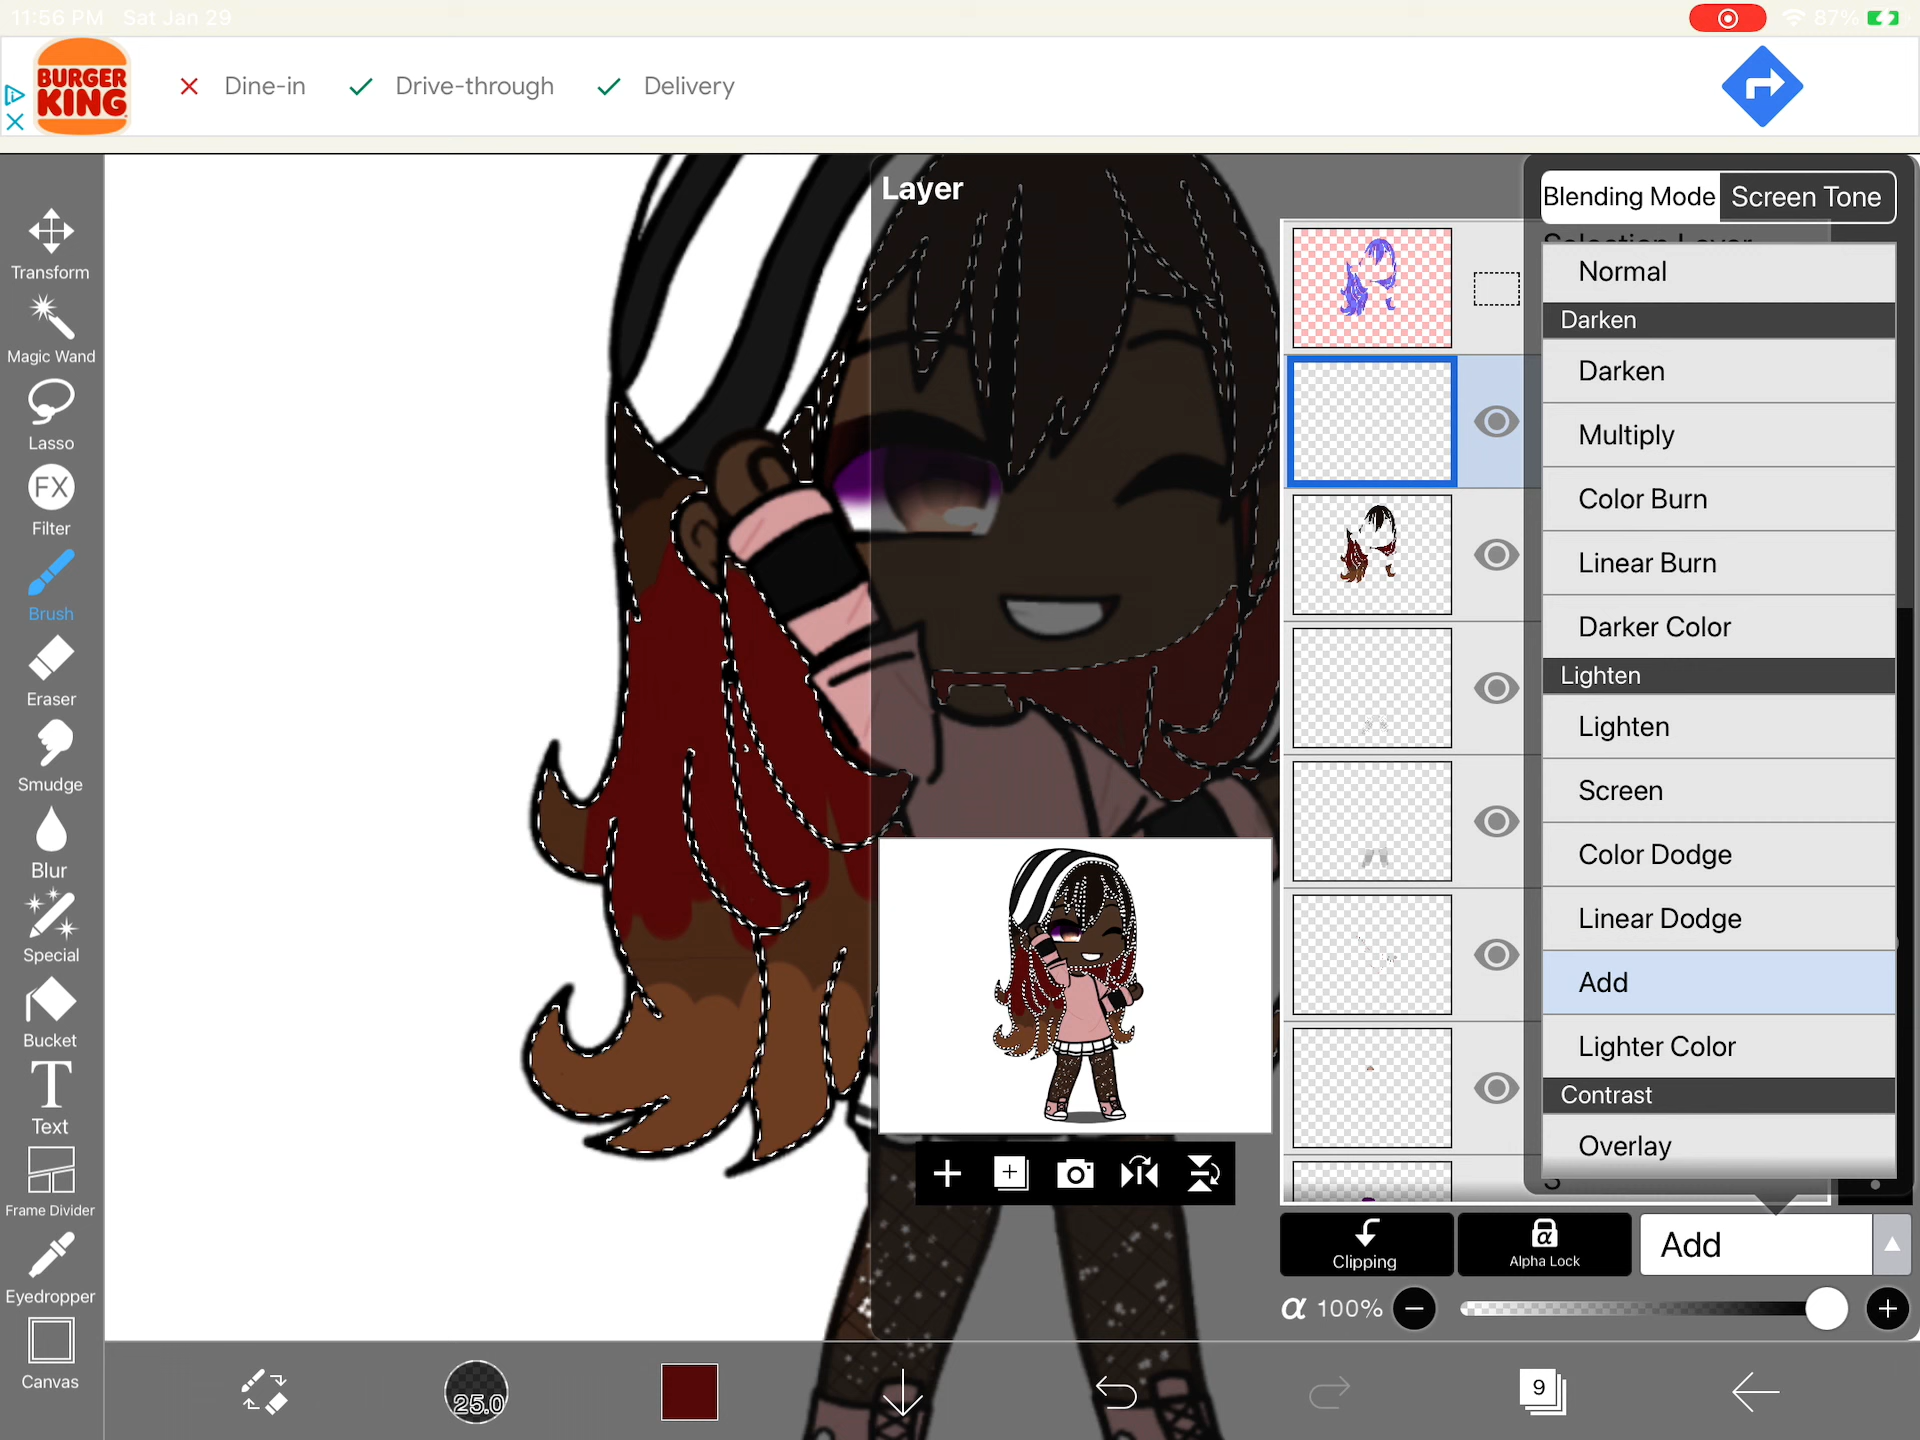 11:56 PM Sat Jan 29
87%
BURGER
KING
Dine-in
Drive-through
Delivery
Layer
Blending Mode
Screen Tone
Selection Layer
Normal
Darken
Darken
Multiply
Color Burn
Linear Burn
Darker Color
Lighten
Lighten
Screen
Color Dodge
Linear Dodge
Add
Lighter Color
Contrast
Overlay
Transform
Magic Wand
Lasso
FX
Filter
Brush
Eraser
Smudge
Blur
Special
Bucket
T
Text
Frame Divider
Eyedropper
Canvas
Clipping
α
Alpha Lock
Add
α 100%
25.0
9